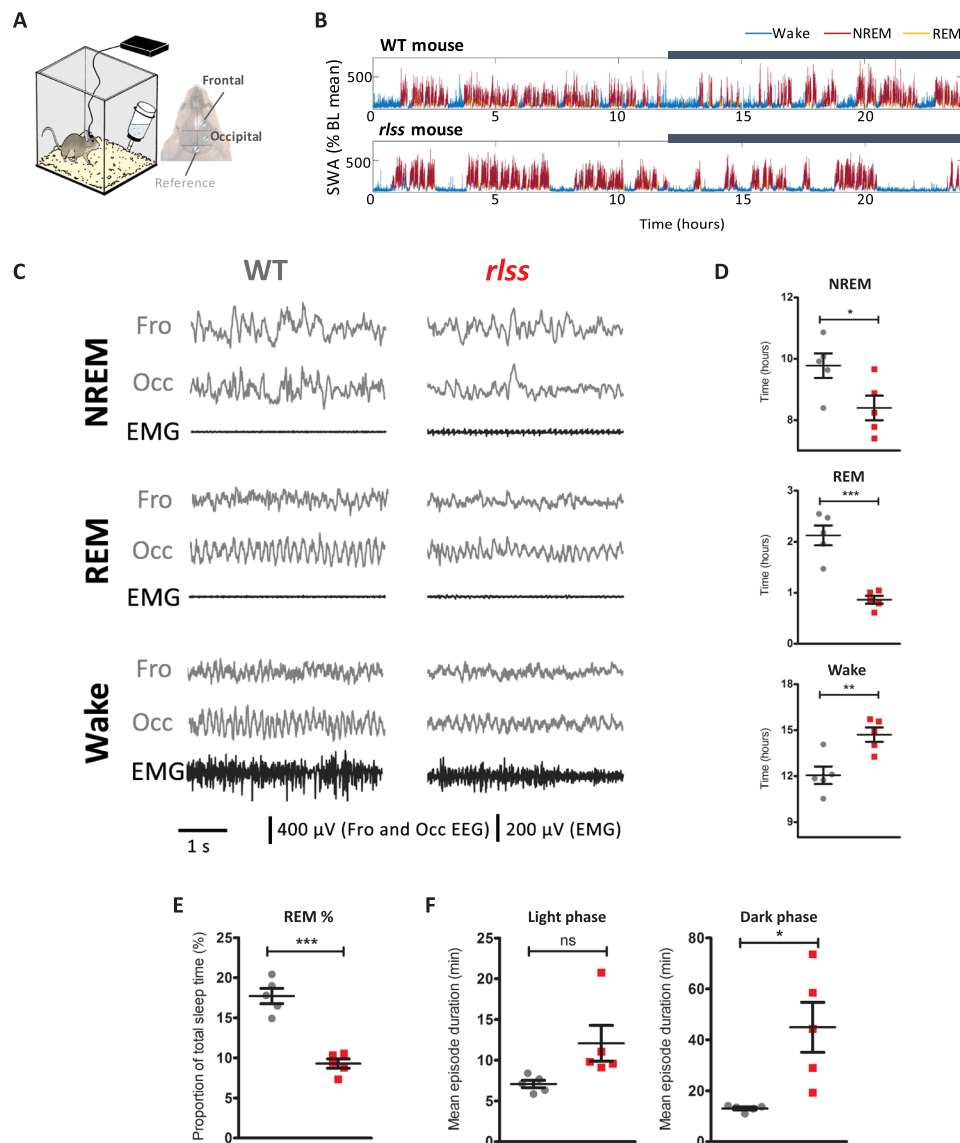 A
Frontal
Occipital
Reference
B
Wake NREM REM
WT mouse
500
rlss mouse
500
SWA (% BL mean)
0 5 10 15 20
Time (hours)
C
WT rlss
NREM
Fro
Occ
EMG
REM
Fro
Occ
EMG
Wake
Fro
Occ
EMG
1 s
400 µV (Fro and Occ EEG)
200 µV (EMG)
D
NREM
*
Time (hours)
12
10
8
6
REM
***
Time (hours)
3
2
1
0
Wake
**
Time (hours)
18
15
12
9
E
REM %
***
Proportion of total sleep time (%)
25
20
15
10
5
0
F
Light phase
ns
Mean episode duration (min)
25
20
15
10
5
0
Dark phase
*
Mean episode duration (min)
80
60
40
20
0